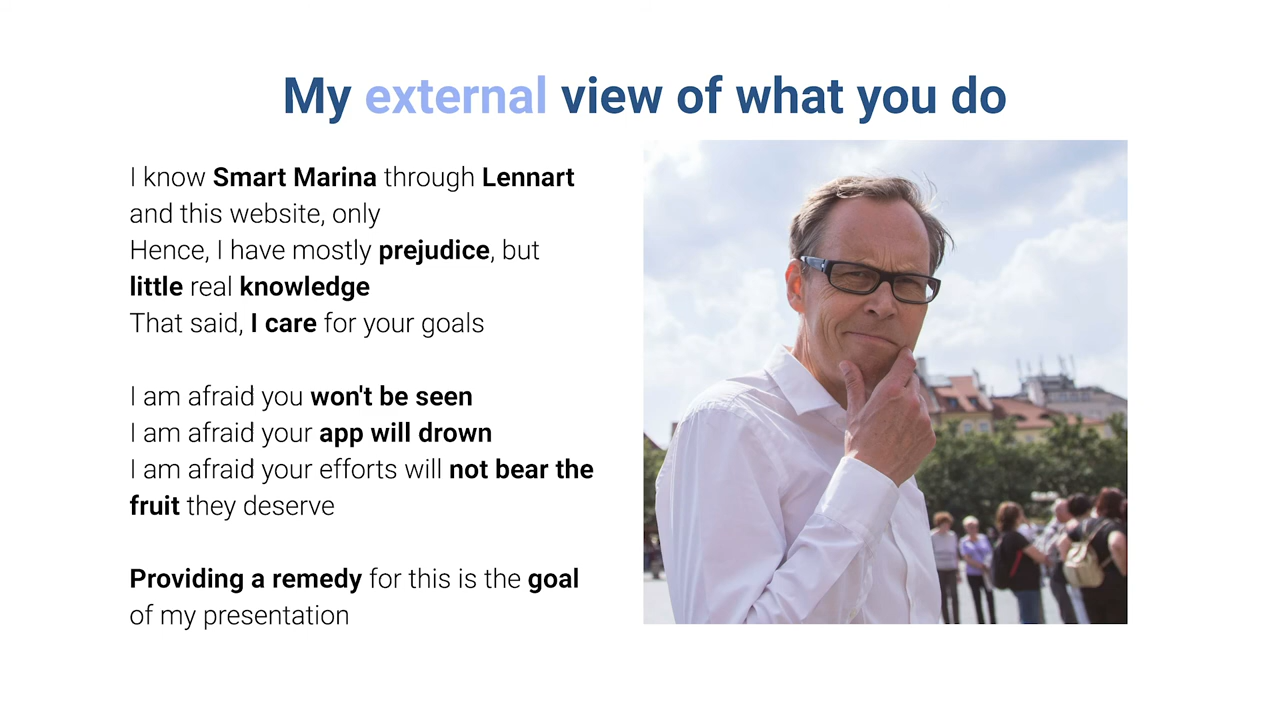 My external view of what you do
I know Smart Marina through Lennart
and this website, only
Hence, I have mostly prejudice, but
little real knowledge
That said, I care for your goals
I am afraid you won't be seen
I am afraid your app will drown
I am afraid your efforts will not bear the
fruit they deserve
Providing a remedy for this is the goal
of my presentation